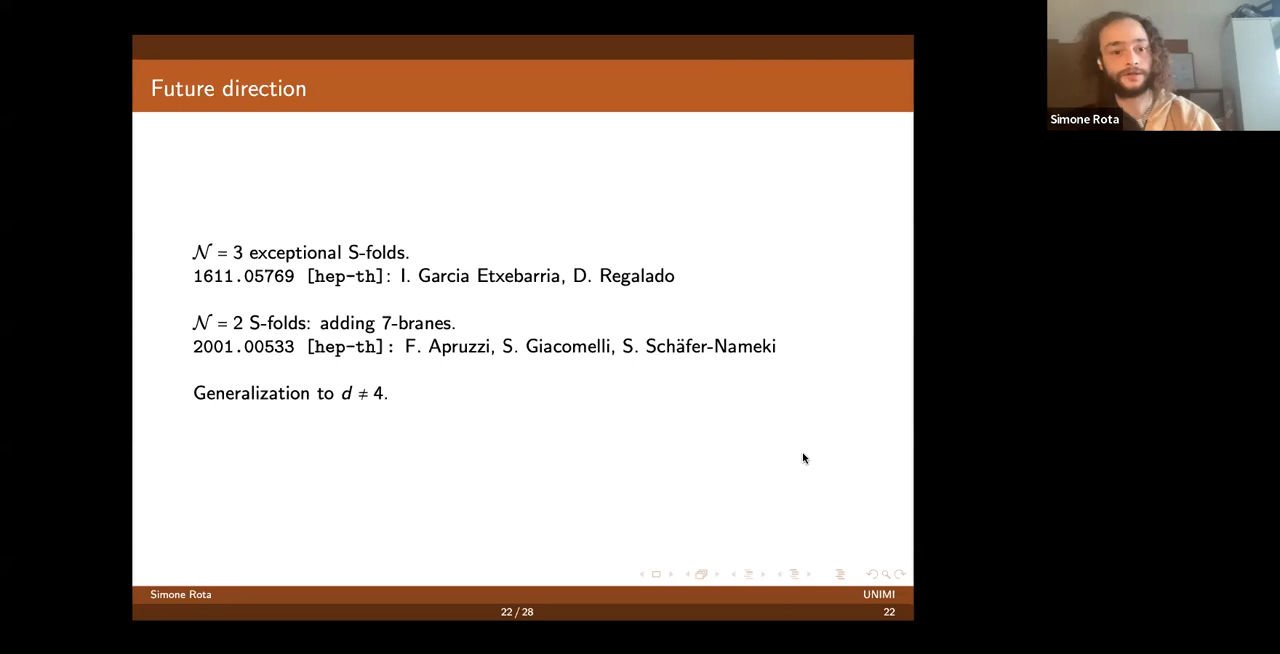 Future direction
Simone Rota
𝒩 = 3 exceptional S-folds.
1611.05769 [hep-th]: I. Garcia Etxebarria, D. Regalado
𝒩 = 2 S-folds: adding 7-branes.
2001.00533 [hep-th]: F. Apruzzi, S. Giacomelli, S. Schäfer-Nameki
Generalization to d ≠ 4.
Simone Rota
UNIMI
22 / 28
22